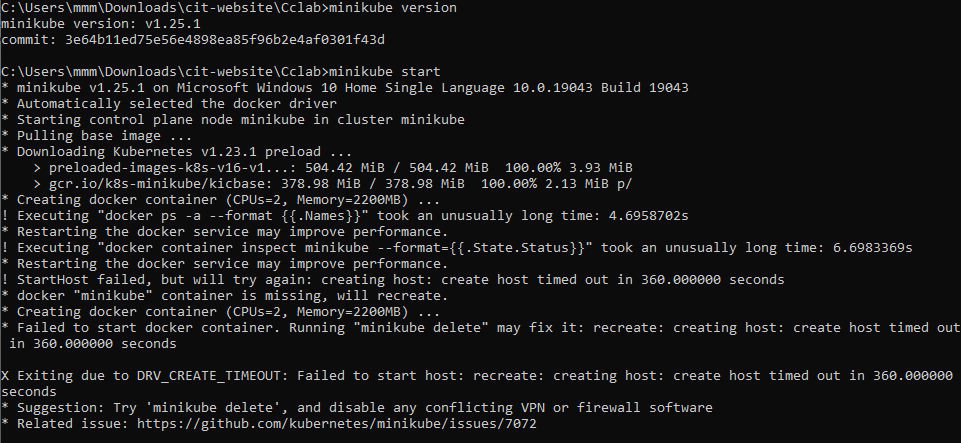 C:\Users\mmm\Downloads\cit-website\Cclab>minikube version
minikube version: v1.25.1
commit: 3e64b11ed75e56e4898ea85f96b2e4af0301f43d
C:\Users\mmm\Downloads\cit-website\Cclab>minikube start
* minikube v1.25.1 on Microsoft Windows 10 Home Single Language 10.0.19043 Build 19043
* Automatically selected the docker driver
* Starting control plane node minikube in cluster minikube
* Pulling base image ...
* Downloading Kubernetes v1.23.1 preload ...
    > preloaded-images-k8s-v16-v1...: 504.42 MiB / 504.42 MiB  100.00% 3.93 MiB
    > gcr.io/k8s-minikube/kicbase: 378.98 MiB / 378.98 MiB  100.00% 2.13 MiB p/
* Creating docker container (CPUs=2, Memory=2200MB) ...
! Executing "docker ps -a --format {{.Names}}" took an unusually long time: 4.6958702s
* Restarting the docker service may improve performance.
! Executing "docker container inspect minikube --format={{.State.Status}}" took an unusually long time: 6.6983369s
* Restarting the docker service may improve performance.
! StartHost failed, but will try again: creating host: create host timed out in 360.000000 seconds
* docker "minikube" container is missing, will recreate.
* Creating docker container (CPUs=2, Memory=2200MB) ...
* Failed to start docker container. Running "minikube delete" may fix it: recreate: creating host: create host timed out
 in 360.000000 seconds
X Exiting due to DRV_CREATE_TIMEOUT: Failed to start host: recreate: creating host: create host timed out in 360.000000
seconds
* Suggestion: Try 'minikube delete', and disable any conflicting VPN or firewall software
* Related issue: https://github.com/kubernetes/minikube/issues/7072